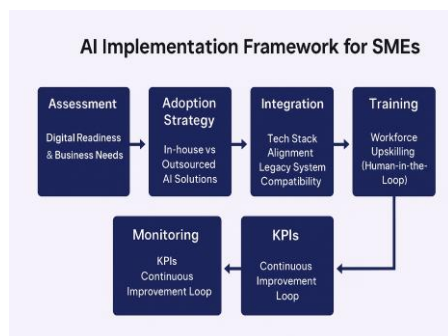 AI Implementation Framework for SMEs
Assessment
Digital Readiness
& Business Needs
Adoption
Strategy
In-house vs
Outsourced
AI Solutions
Integration
Tech Stack
Alignment
Legacy System
Compatibility
Training
Workforce
Upskilling
(Human-in-the-
Loop)
Monitoring
KPIs
Continuous
Improvement Loop
KPIs
Continuous
Improvement
Loop